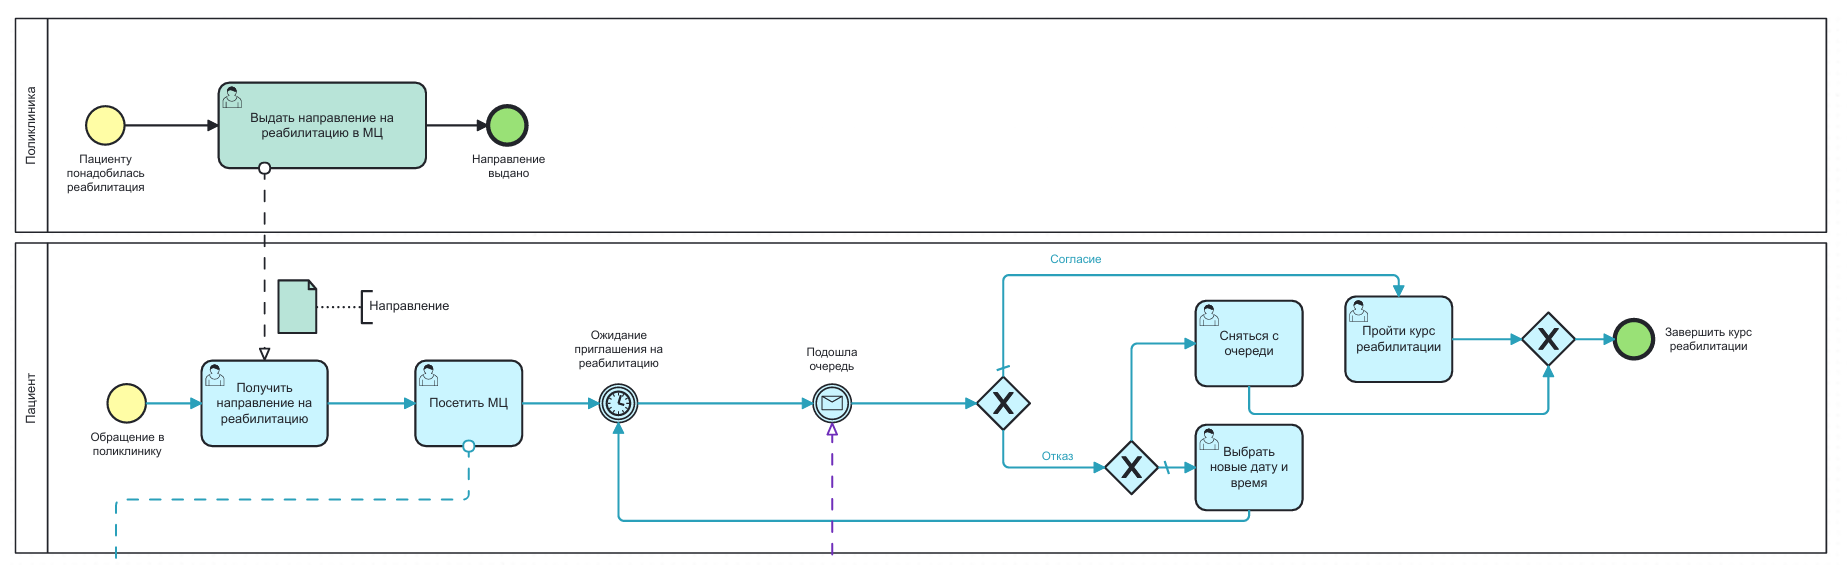 Поликлиника
Выдать направление на
реабилитацию в МЦ
Пациенту
понадобилась
реабилитация
Направление
выдано
Пациент
Направление
Обращение в
поликлинику
Получить
направление на
реабилитацию
Посетить МЦ
Ожидание
приглашения на
реабилитацию
Подошла
очередь
Согласие
Отказ
Сняться с
очереди
Выбрать
новые дату и
время
Пройти курс
реабилитации
Завершить курс
реабилитации